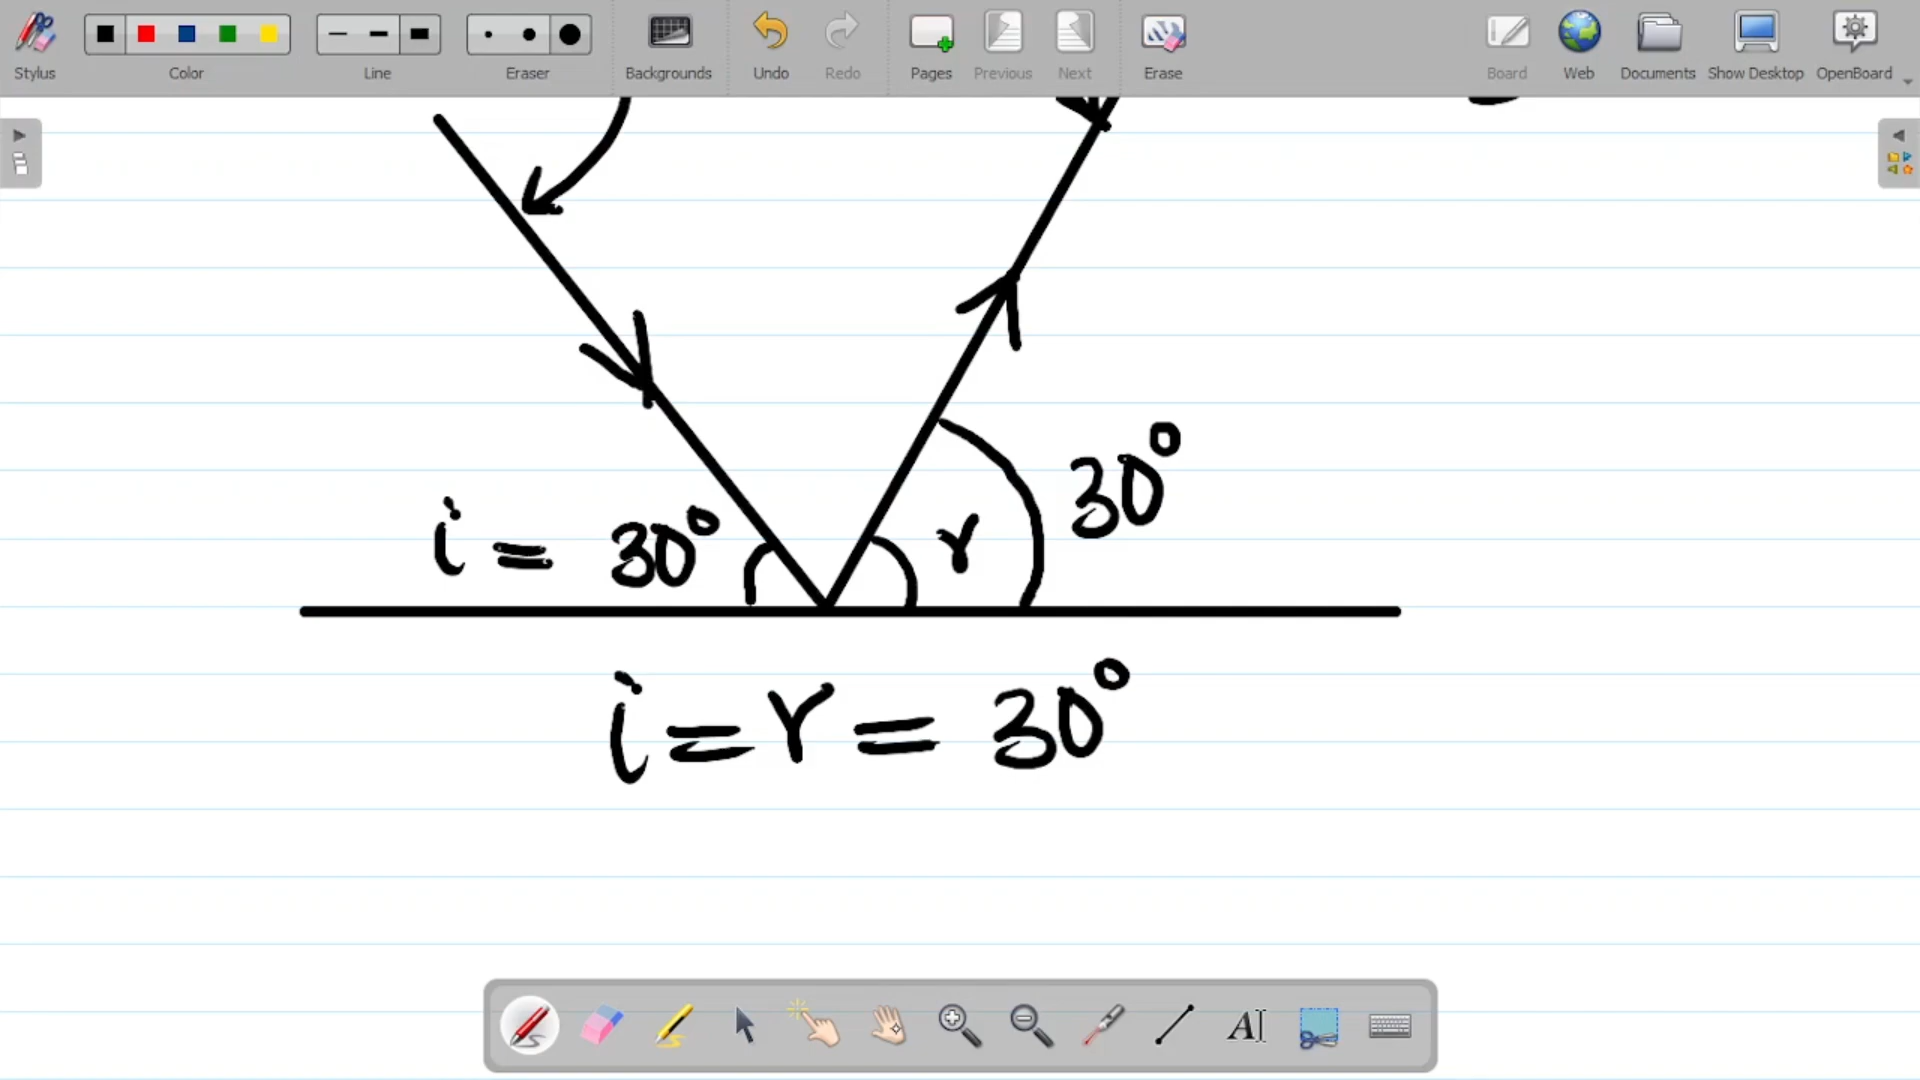 Stylus
Color
Line
Eraser
Backgrounds
Undo
Redo
Pages
Previous
Next
Erase
Board
Web
Documents
Show Desktop
OpenBoard
30°
i = 30°
r
i = r = 30°
A